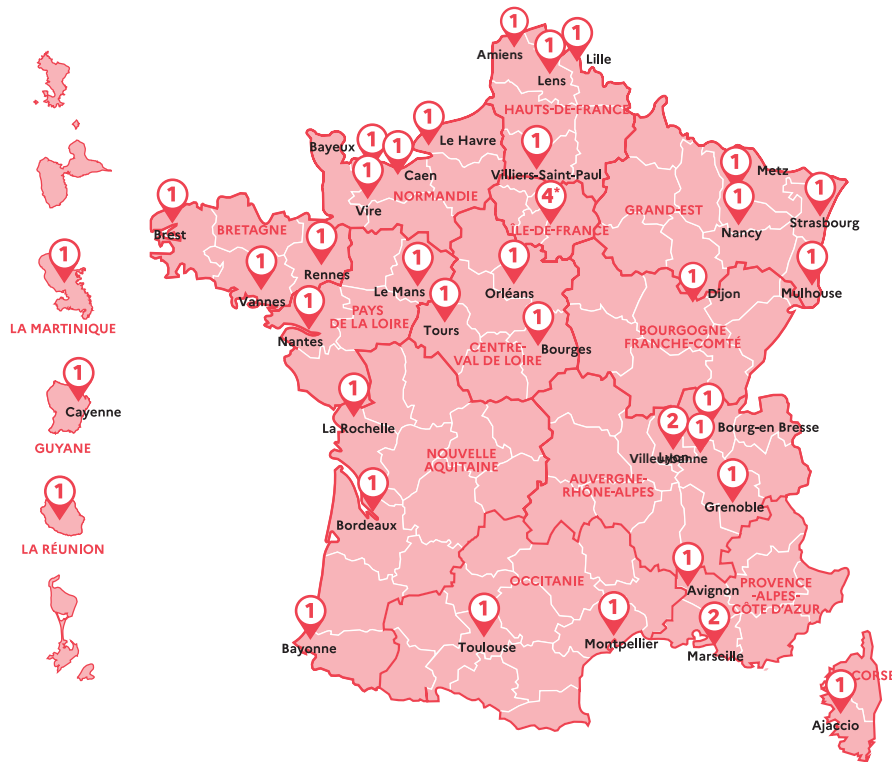 1
Amiens
1
Lens
1
Lille
HAUTS-DE-FRANCE
1
Villiers-Saint-Paul
1
Le Havre
1
Bayeux
1
Caen
1
Vire
NORMANDIE
4*
ÎLE-DE-FRANCE
1
Metz
GRAND-EST
1
Nancy
1
Strasbourg
1
Mulhouse
1
Brest
BRETAGNE
1
Rennes
1
Vannes
1
Le Mans
1
Nantes
PAYS
DE LA LOIRE
1
Orléans
1
Tours
1
Bourges
CENTRE-
VAL DE LOIRE
1
Dijon
BOURGOGNE
FRANCHE-COMTÉ
1
LA MARTINIQUE
1
Cayenne
GUYANE
1
LA RÉUNION
1
La Rochelle
NOUVELLE
AQUITAINE
1
Bordeaux
1
Bayonne
1
Bourg-en Bresse
2
Lyon
1
Villeurbanne
AUVERGNE-
RHÔNE-ALPES
1
Grenoble
OCCITANIE
1
Toulouse
1
Montpellier
1
Avignon
PROVENCE
-ALPES-
CÔTE D'AZUR
2
Marseille
CORSE
1
Ajaccio